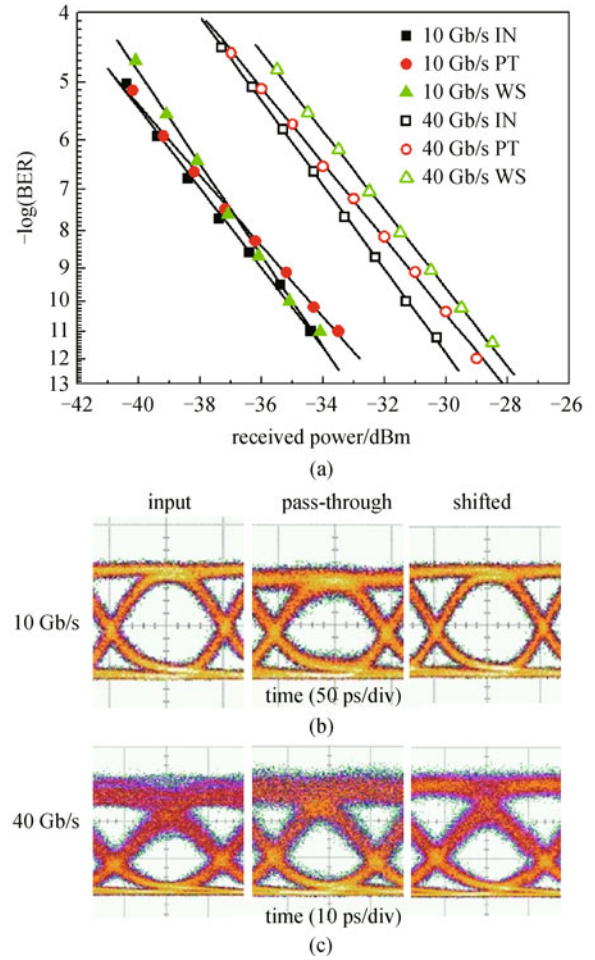 4
5
6
7
8
9
10
11
12
13
−log(BER)
10 Gb/s IN
10 Gb/s PT
10 Gb/s WS
40 Gb/s IN
40 Gb/s PT
40 Gb/s WS
−42 −40 −38 −36 −34 −32 −30 −28 −26
received power/dBm
(a)
input pass-through shifted
10 Gb/s
time (50 ps/div)
(b)
40 Gb/s
time (10 ps/div)
(c)